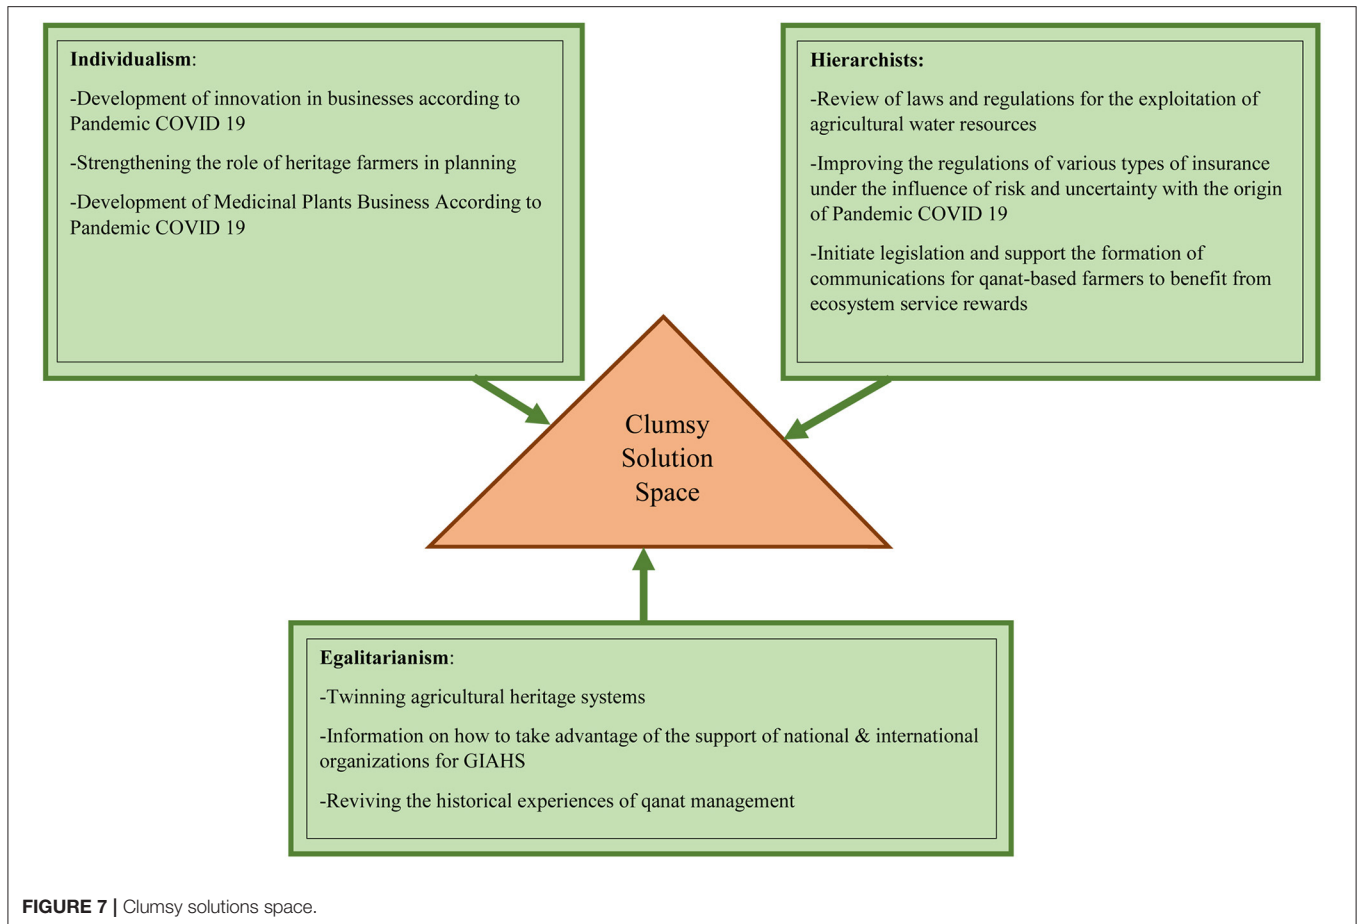 Individualism:
-Development of innovation in businesses according to
Pandemic COVID 19
-Strengthening the role of heritage farmers in planning
-Development of Medicinal Plants Business According to
Pandemic COVID 19
Hierarchists:
-Review of laws and regulations for the exploitation of
agricultural water resources
-Improving the regulations of various types of insurance
under the influence of risk and uncertainty with the origin
of Pandemic COVID 19
-Initiate legislation and support the formation of
communications for qanat-based farmers to benefit from
ecosystem service rewards
Clumsy
Solution
Space
Egalitarianism:
-Twinning agricultural heritage systems
-Information on how to take advantage of the support of national & international
organizations for GIAHS
-Reviving the historical experiences of qanat management
FIGURE 7 | Clumsy solutions space.